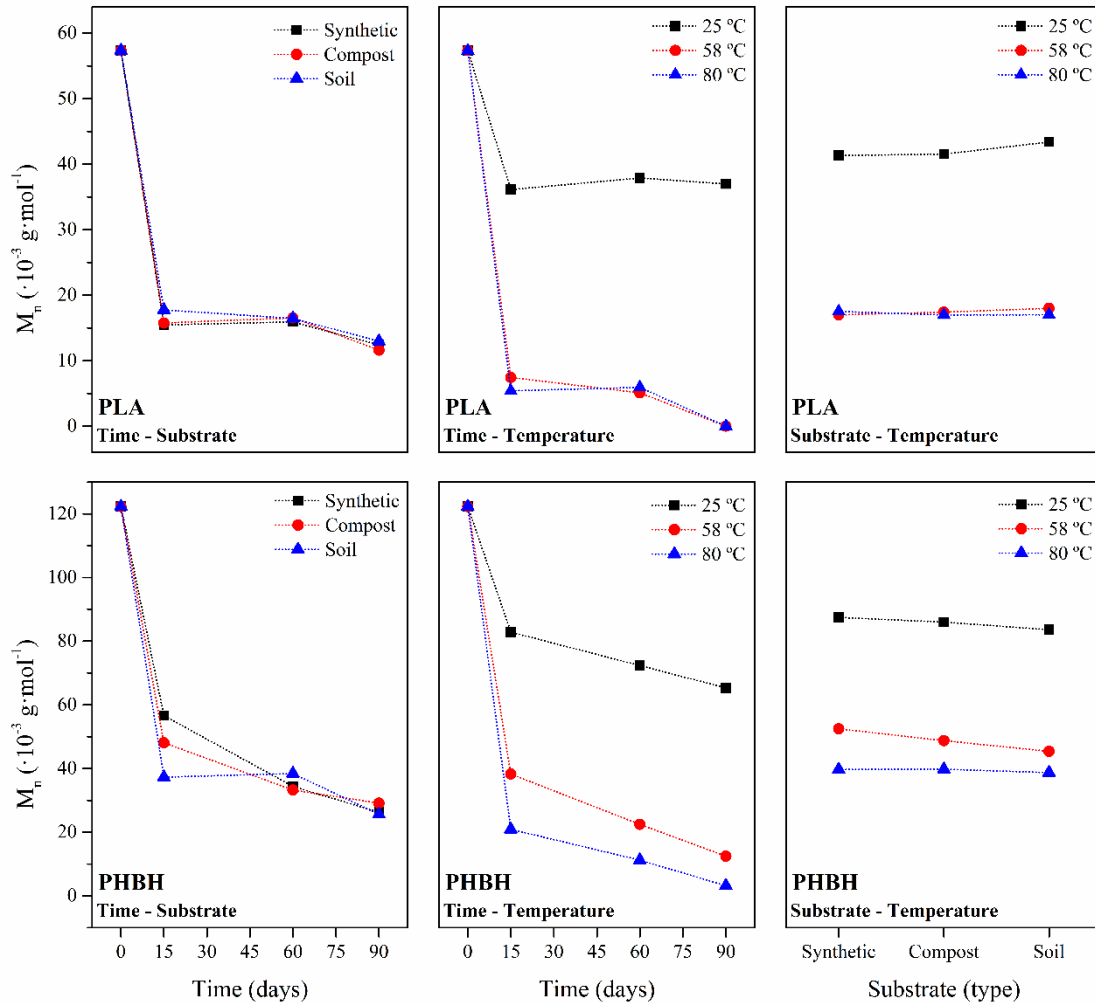 60
50
40
30
20
10
0
Mₙ (·10⁻³ g·mol⁻¹)
Synthetic
Compost
Soil
PLA
Time - Substrate
25 ºC
58 ºC
80 ºC
PLA
Time - Temperature
25 ºC
58 ºC
80 ºC
PLA
Substrate - Temperature
120
100
80
60
40
20
0
Mₙ (·10⁻³ g·mol⁻¹)
Synthetic
Compost
Soil
PHBH
Time - Substrate
25 ºC
58 ºC
80 ºC
PHBH
Time - Temperature
25 ºC
58 ºC
80 ºC
PHBH
Substrate - Temperature
0 15 30 45 60 75 90
Time (days)
0 15 30 45 60 75 90
Time (days)
Synthetic Compost Soil
Substrate (type)